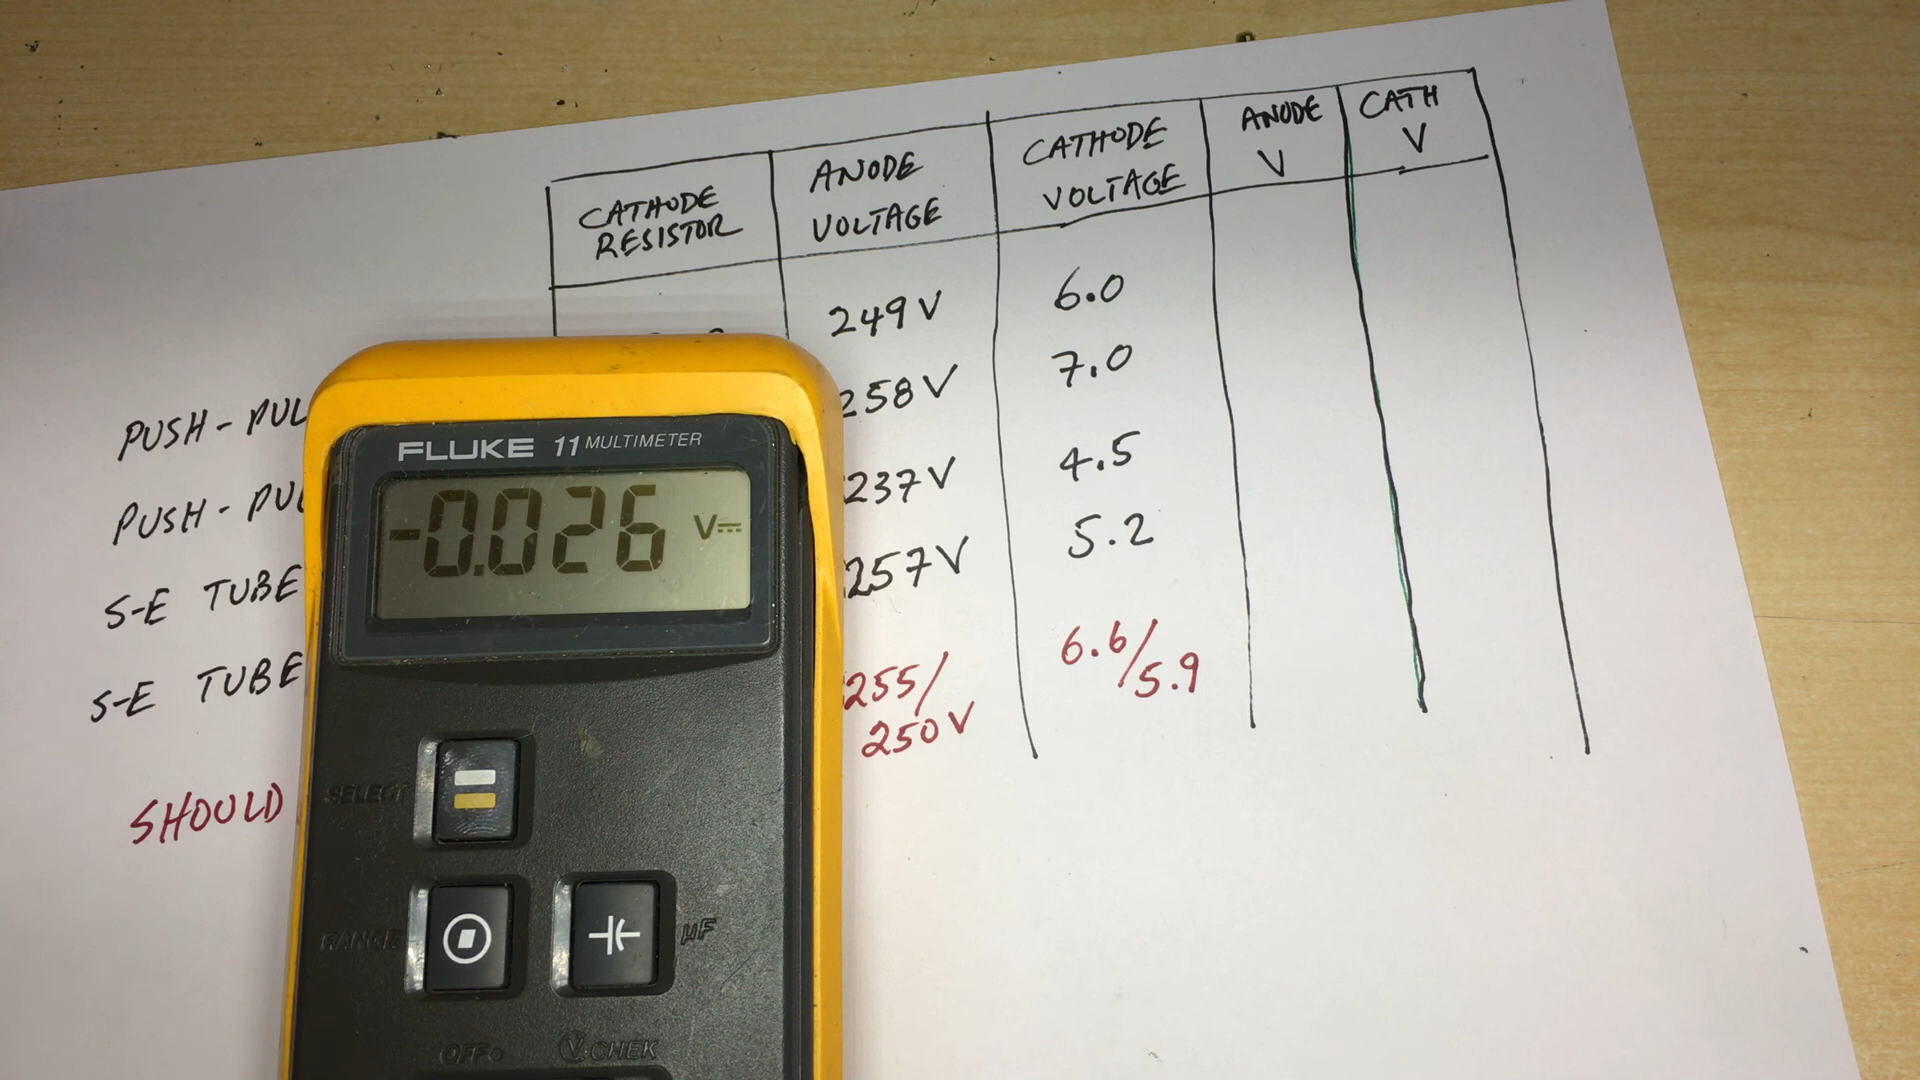 CATHODE RESISTOR
ANODE VOLTAGE
CATHODE VOLTAGE
ANODE V
CATH V
249V 6.0
PUSH-PUL 258V 7.0
PUSH-PUL 237V 4.5
S-E TUBE 257V 5.2
S-E TUBE 255/250V 6.6/5.9
SHOULD
FLUKE 11 MULTIMETER
-0.026 V
SELECT
RANGE
µF
OFF
V-CHEK